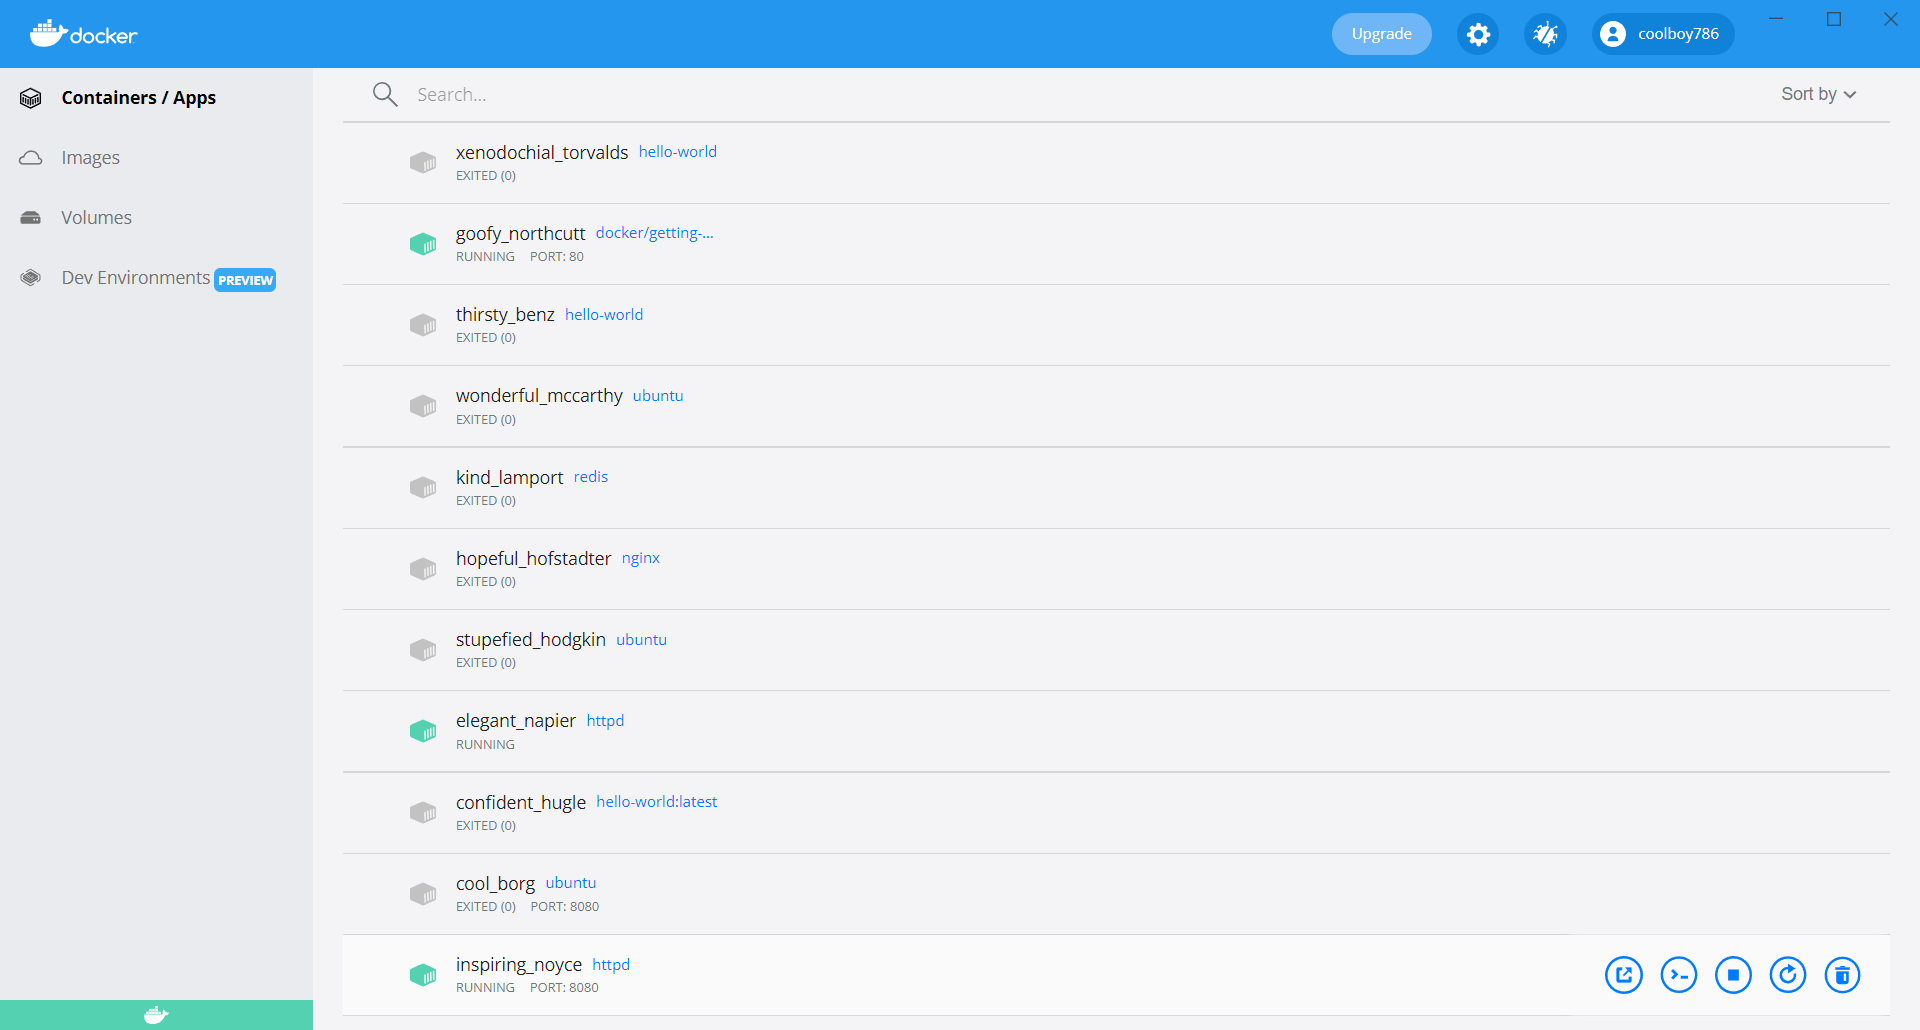 docker
Upgrade
coolboy786
Containers / Apps
Images
Volumes
Dev Environments PREVIEW
Search...
Sort by
xenodochial_torvalds hello-world
EXITED (0)
goofy_northcutt docker/getting-...
RUNNING PORT: 80
thirsty_benz hello-world
EXITED (0)
wonderful_mccarthy ubuntu
EXITED (0)
kind_lamport redis
EXITED (0)
hopeful_hofstadter nginx
EXITED (0)
stupefied_hodgkin ubuntu
EXITED (0)
elegant_napier httpd
RUNNING
confident_hugle hello-world:latest
EXITED (0)
cool_borg ubuntu
EXITED (0) PORT: 8080
inspiring_noyce httpd
RUNNING PORT: 8080